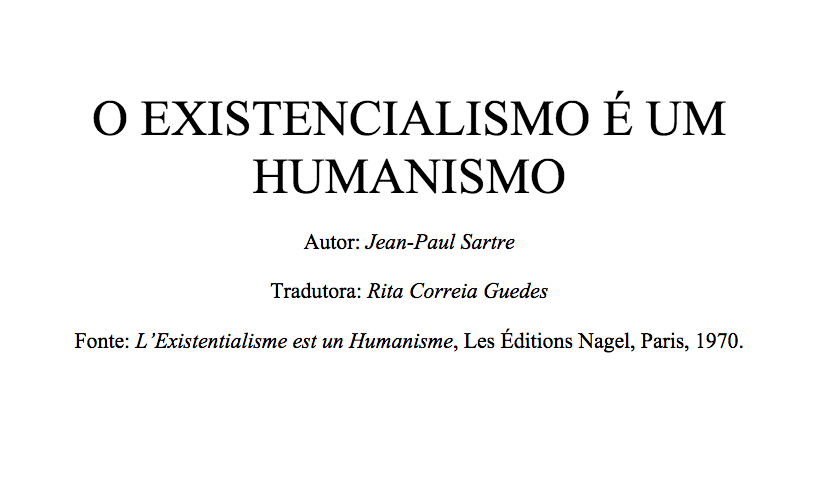 O EXISTENCIALISMO É UM
HUMANISMO
Autor: Jean-Paul Sartre
Tradutora: Rita Correia Guedes
Fonte: L’Existentialisme est un Humanisme, Les Éditions Nagel, Paris, 1970.